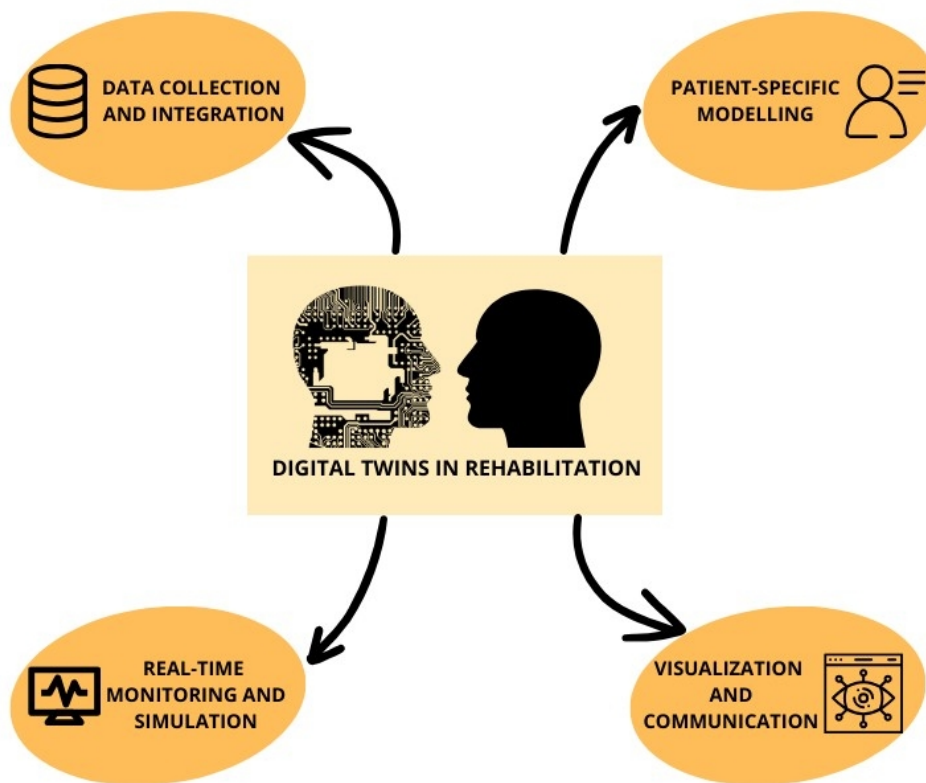 DATA COLLECTION
AND INTEGRATION
PATIENT-SPECIFIC
MODELLING
DIGITAL TWINS IN REHABILITATION
REAL-TIME
MONITORING AND
SIMULATION
VISUALIZATION
AND
COMMUNICATION